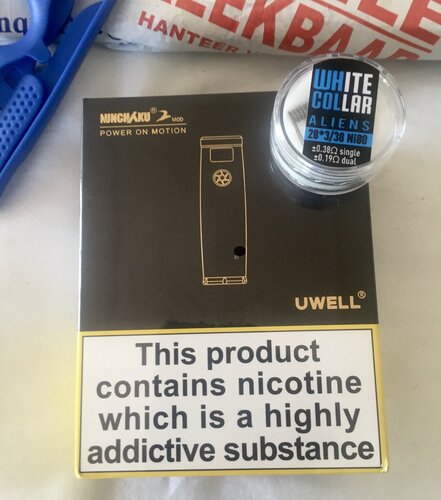 HANTEER V
NUNCHAKU® 2 MOD
POWER ON MOTION
UWELL®
This product
contains nicotine
which is a highly
addictive substance
WHITE
COLLAR
ALIENS
28*3/38 Ni80
±0.38Ω single
±0.19Ω dual